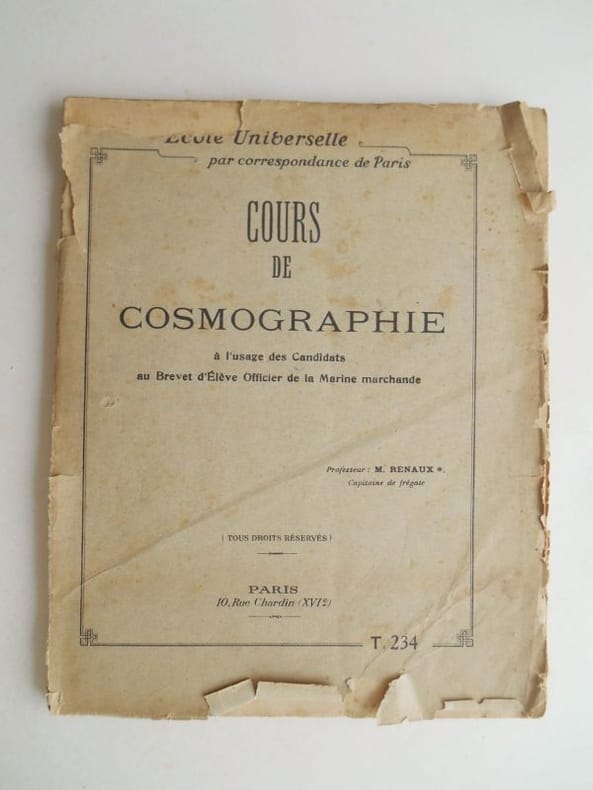 École Universelle
par correspondance de Paris
COURS
DE
COSMOGRAPHIE
à l'usage des Candidats
au Brevet d'Élève Officier de la Marine marchande
Professeur : M. RENAUX *,
Capitaine de frégate
( TOUS DROITS RÉSERVÉS )
PARIS
10, Rue Chardin (XVIe)
T. 234